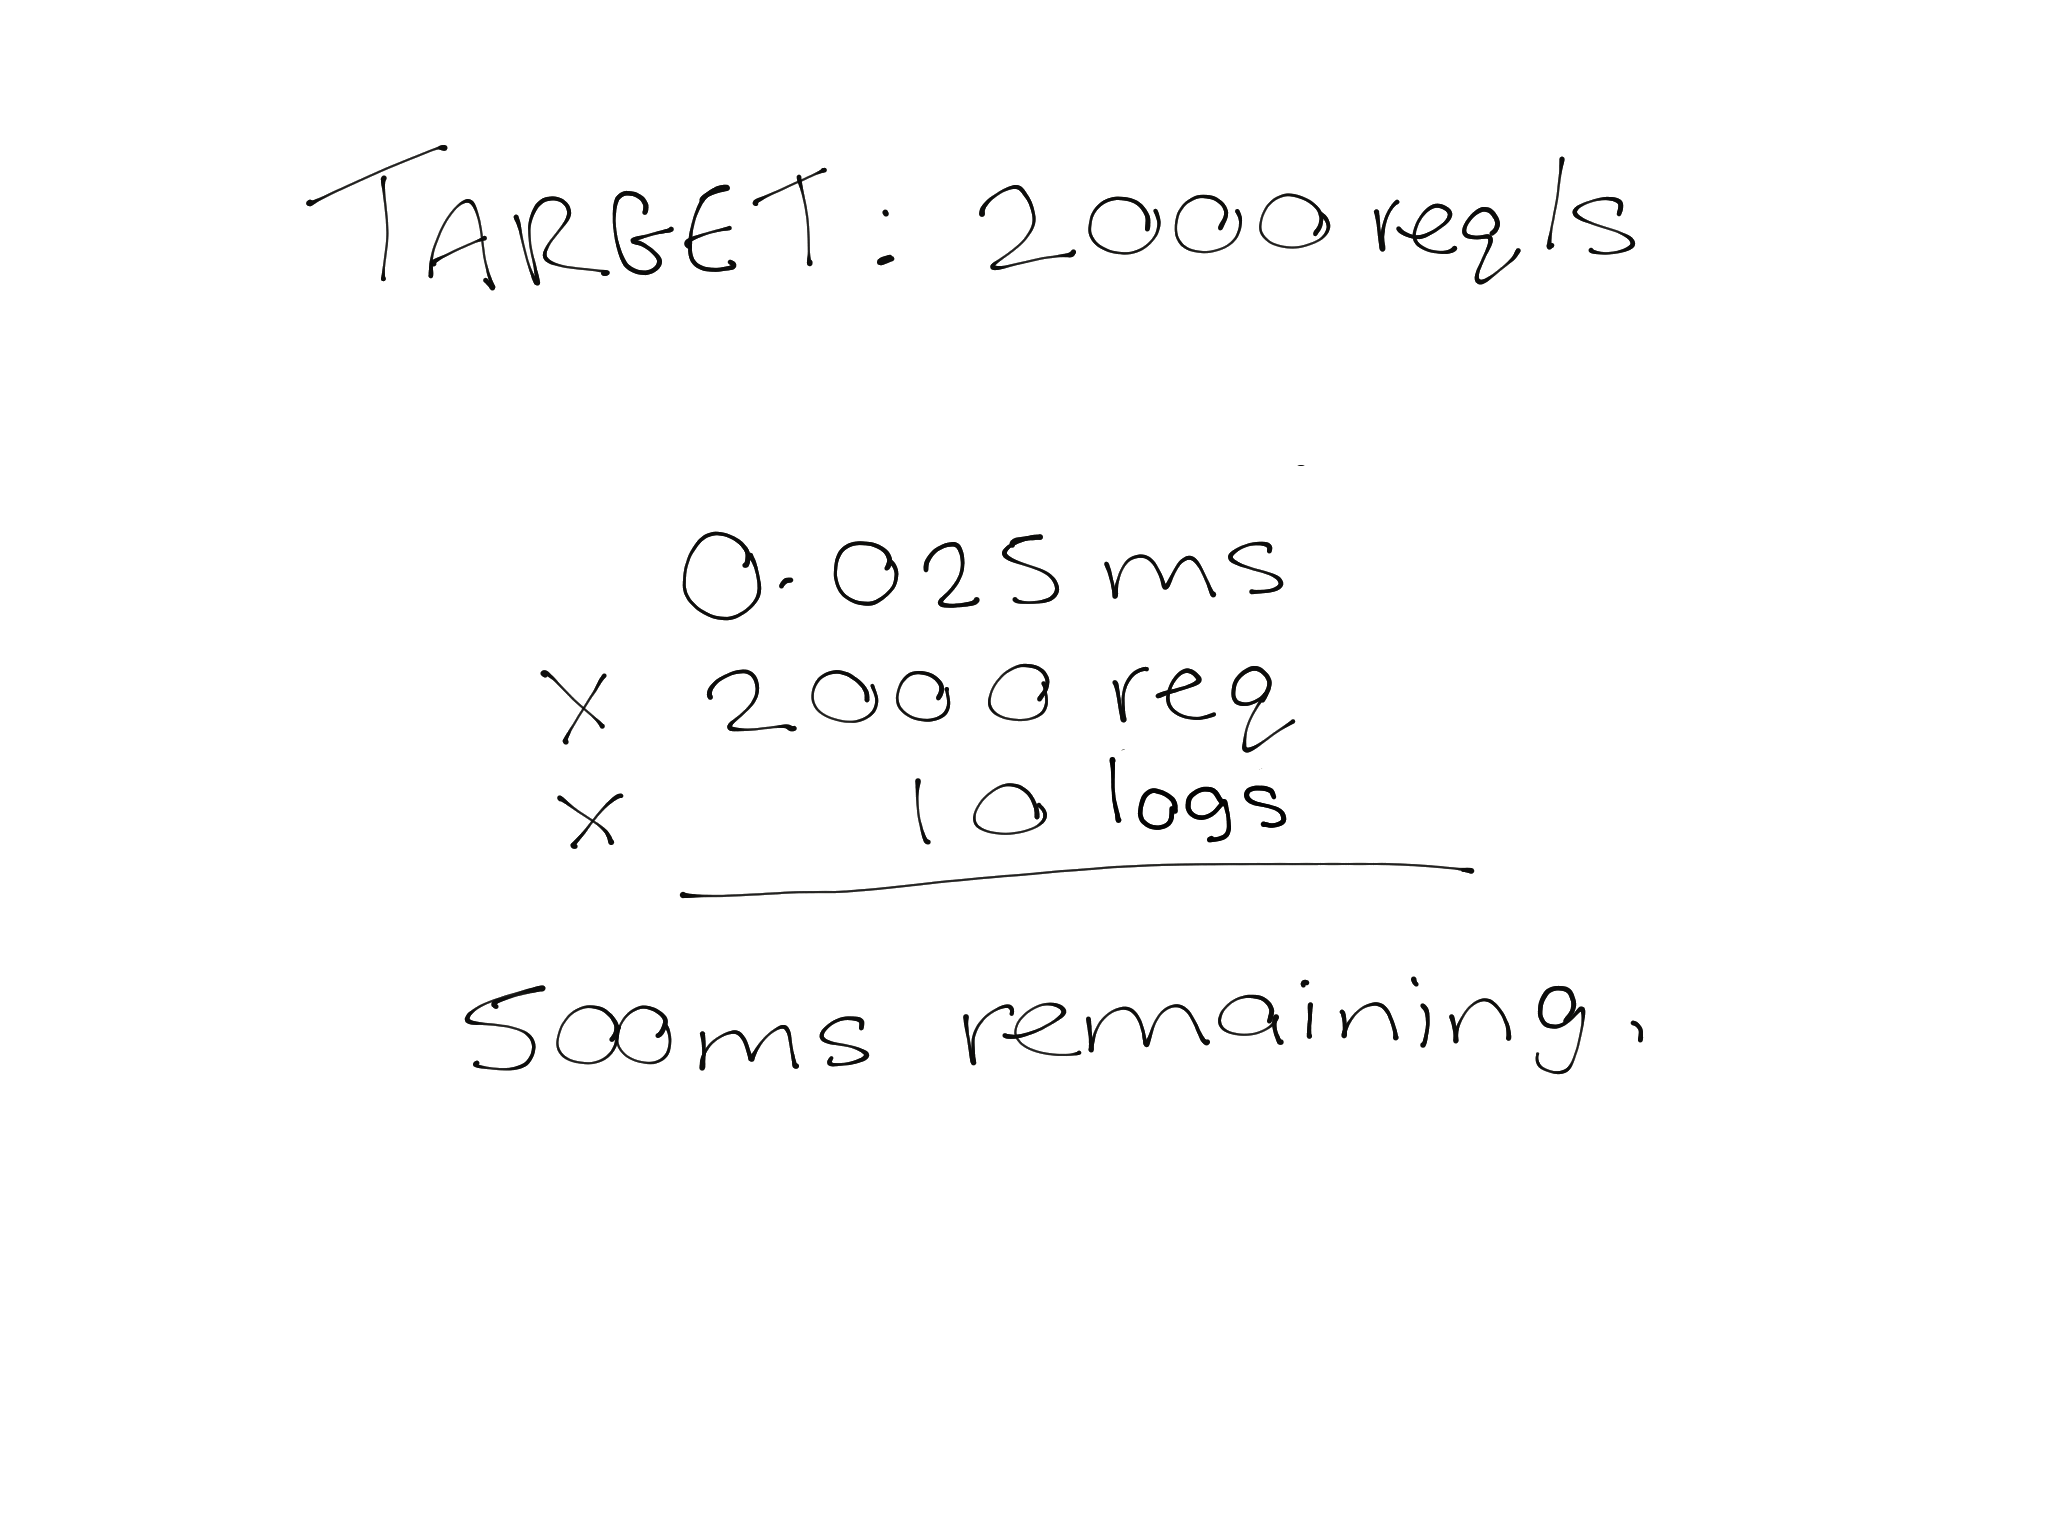 TARGET: 2000 req/s
0.025 ms
x 2000 req
x 10 logs
500ms remaining.